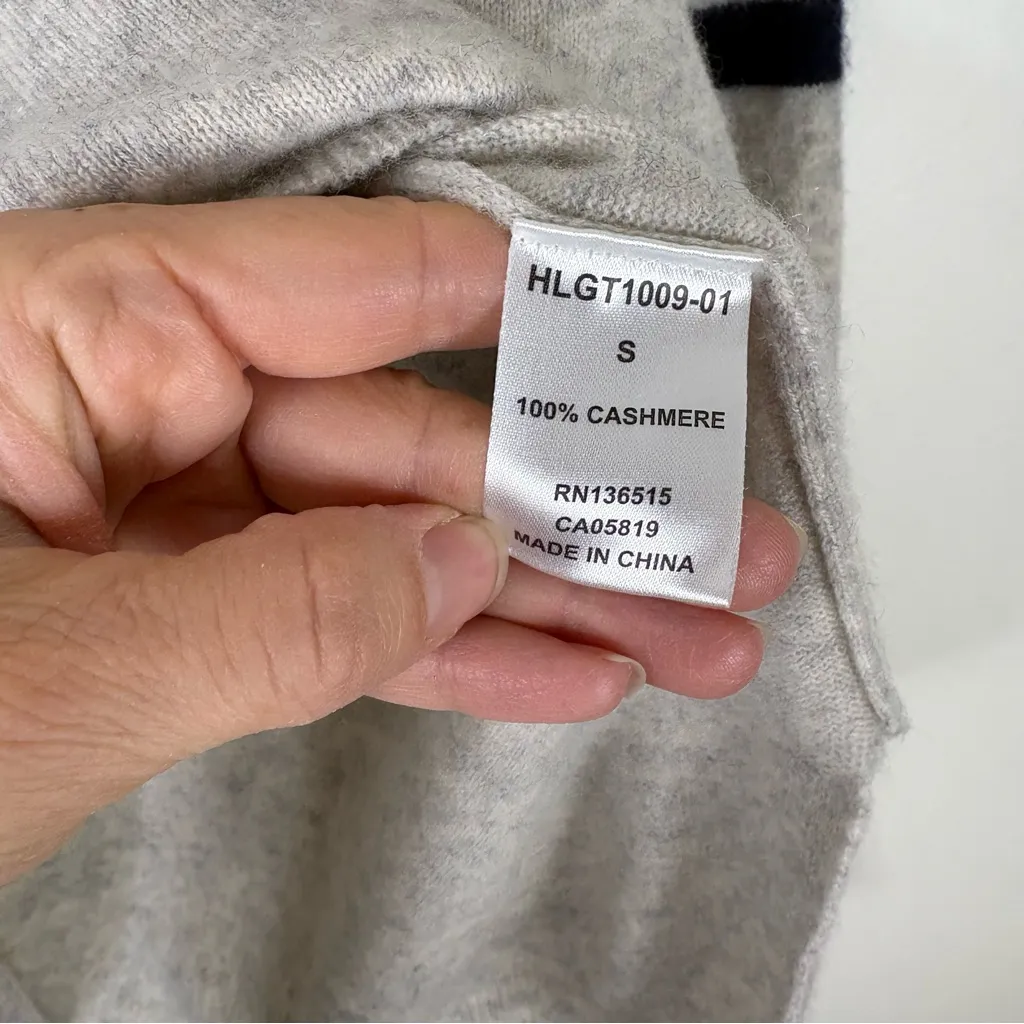 HLGT1009-01
S
100% CASHMERE
RN136515
CA05819
MADE IN CHINA